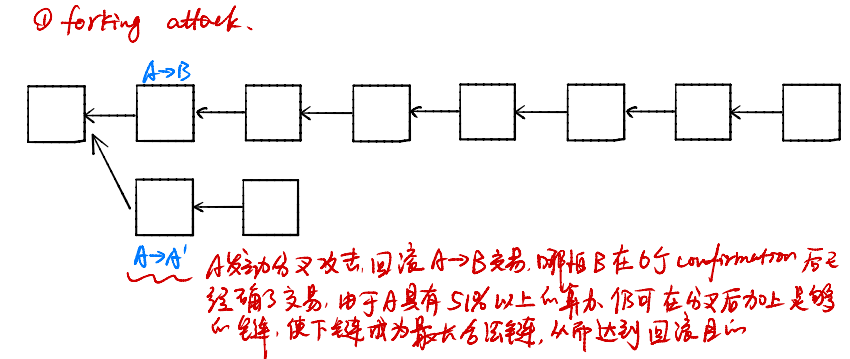 ① forking attack.
A→B
A→A'
A发动分叉攻击,回滚A→B交易,哪怕B在6个confirmation后已
经确了交易,由于A具有51%以上的算力,仍可在分叉后加上足够
的链,使下链成为最长合法链,从而达到回滚目的